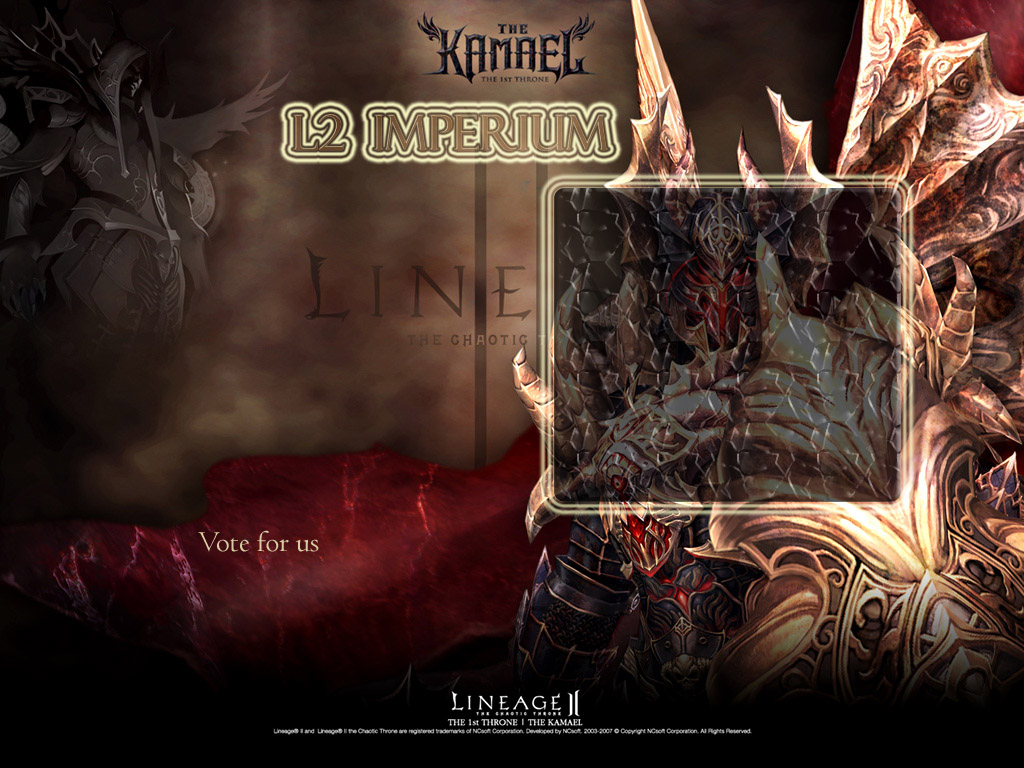 THE
KAMAEL
THE 1ST THRONE
L2 IMPERIUM
LINE
THE CHAOTIC
Vote for us
LINEAGE II
THE CHAOTIC THRONE
THE 1st THRONE | THE KAMAEL
Lineage® II and Lineage® II the Chaotic Throne are registered trademarks of NCsoft Corporation. Developed by NCsoft. 2003-2007 © Copyright NCsoft Corporation. All Rights Reserved.